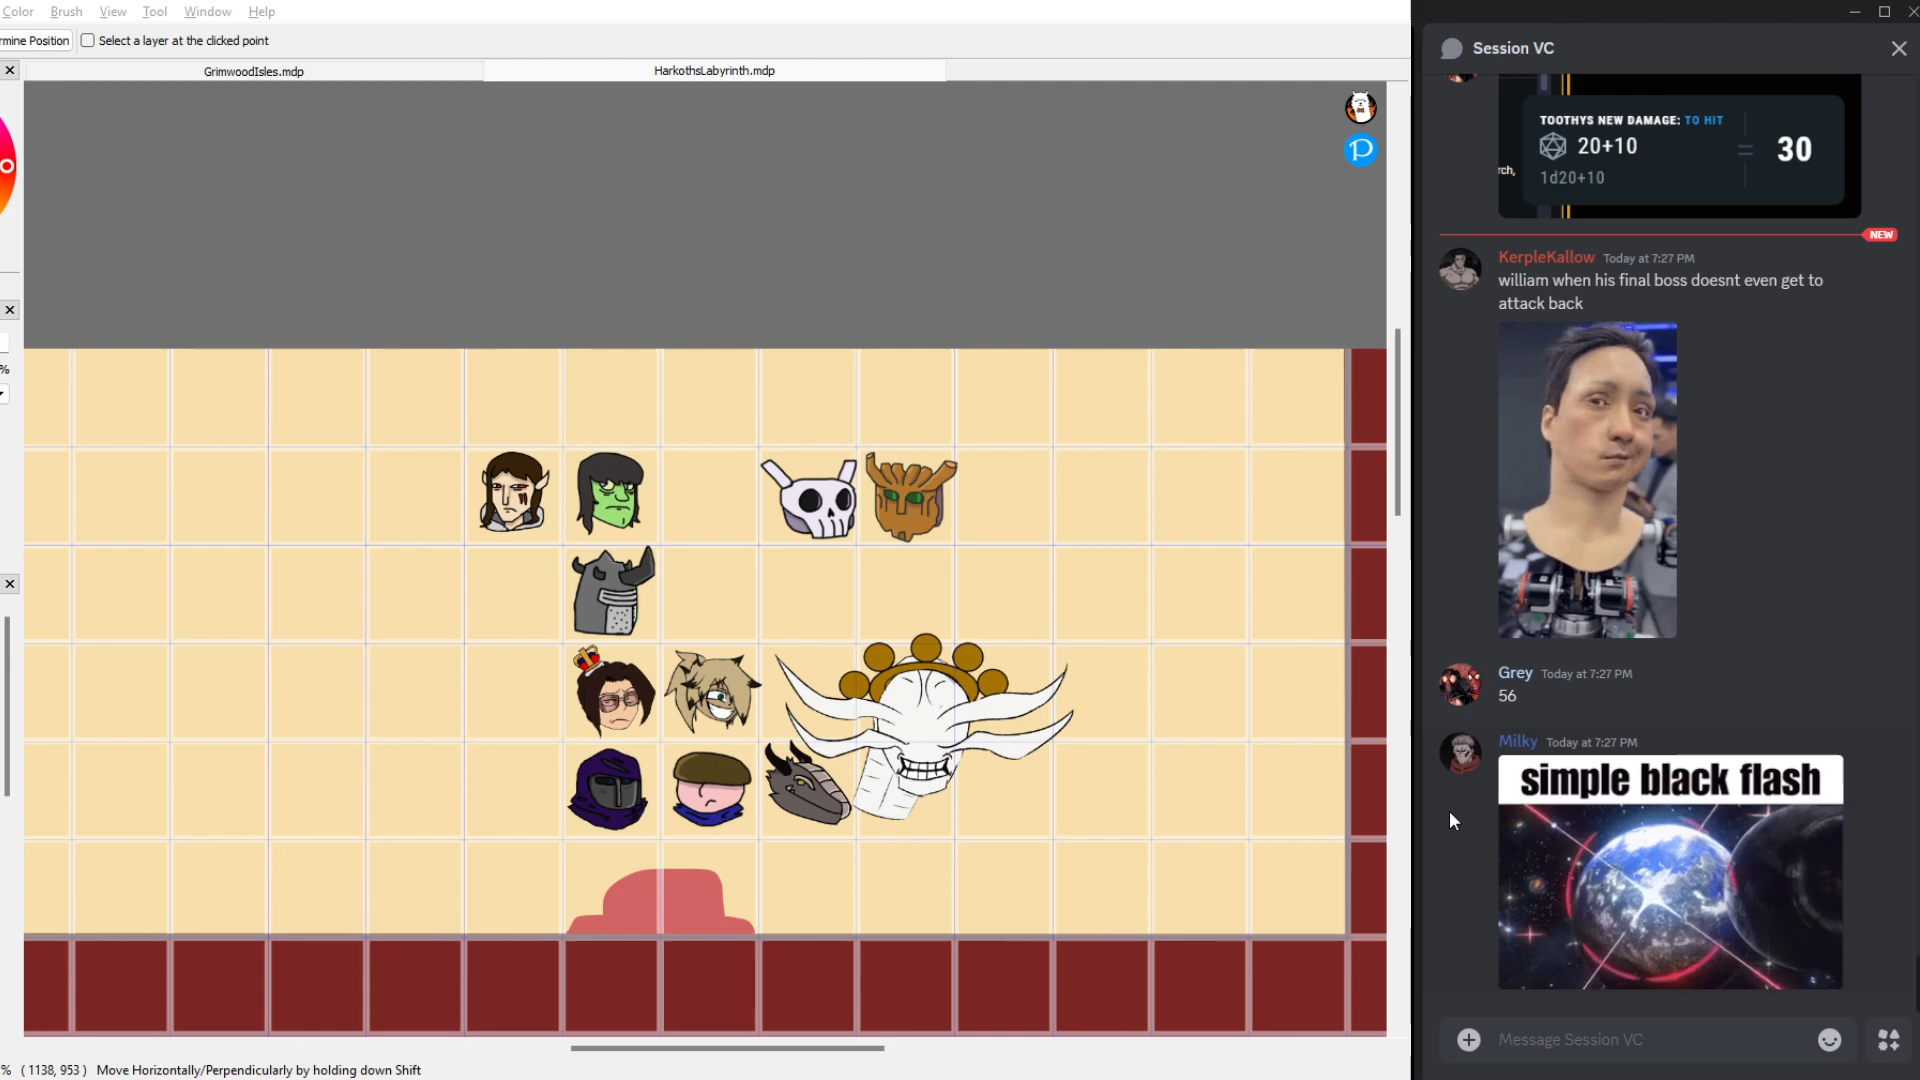 Color Brush View Tool Window Help
rmine Position Select a layer at the clicked point
GrimwoodIsles.mdp HarkothsLabyrinth.mdp
P
%
% ( 1138, 953 ) Move Horizontally/Perpendicularly by holding down Shift
Session VC
TOOTHYS NEW DAMAGE: TO HIT
20+10 = 30
1d20+10
rch,
NEW
KerpleKallow Today at 7:27 PM
william when his final boss doesnt even get to
attack back
Grey Today at 7:27 PM
56
Milky Today at 7:27 PM
simple black flash
Message Session VC